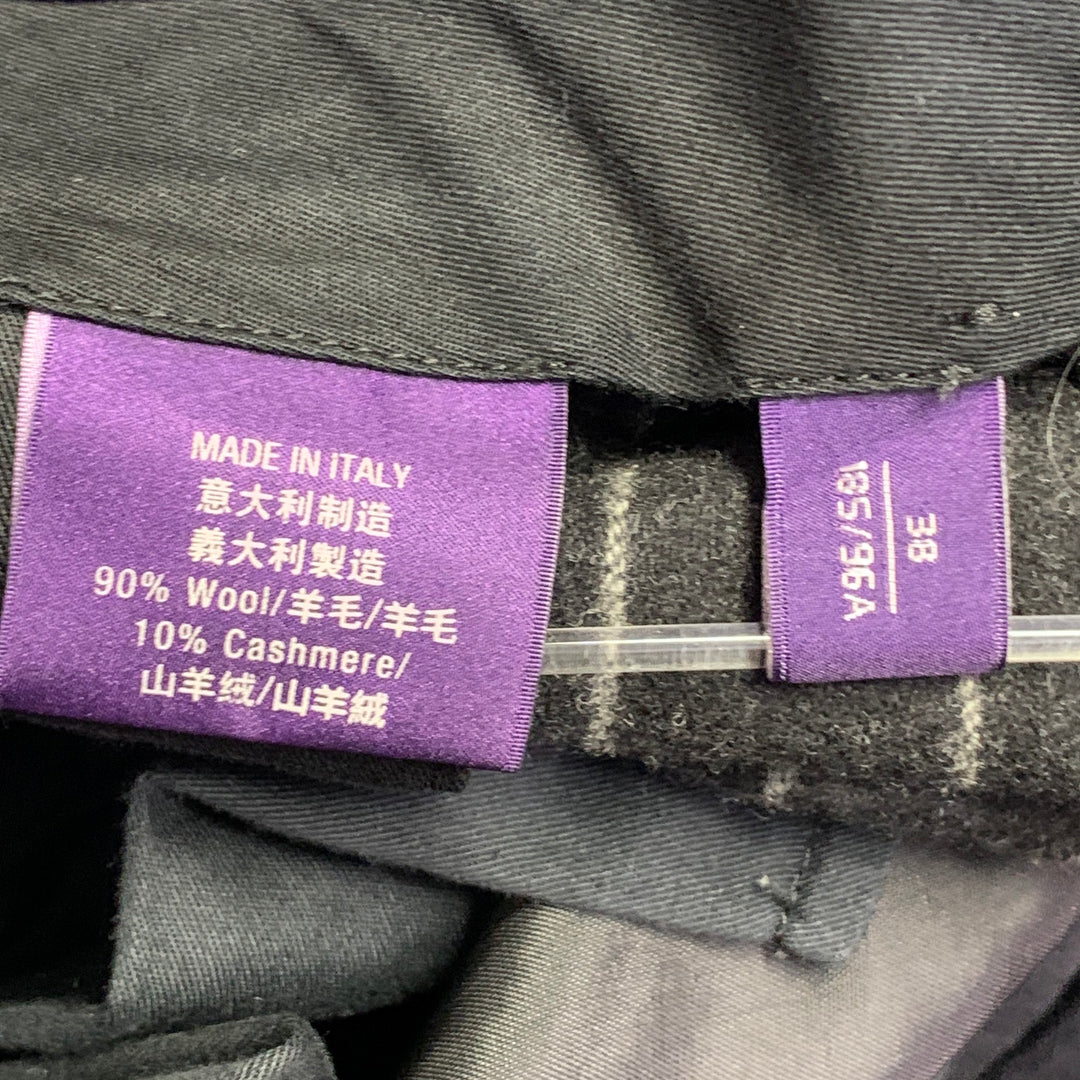 MADE IN ITALY
意大利制造
義大利製造
90% Wool/羊毛/羊毛
10% Cashmere/
山羊绒/山羊絨
38
185/96A